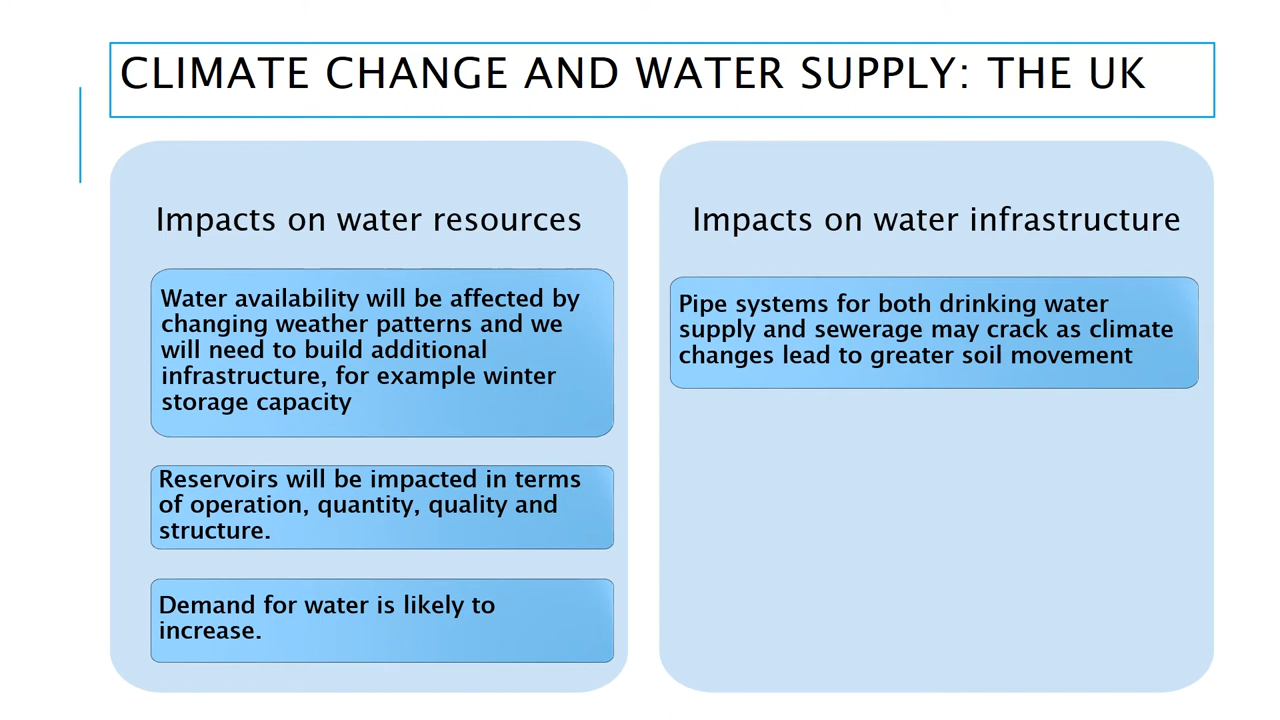 CLIMATE CHANGE AND WATER SUPPLY: THE UK
Impacts on water resources
Water availability will be affected by
changing weather patterns and we
will need to build additional
infrastructure, for example winter
storage capacity
Reservoirs will be impacted in terms
of operation, quantity, quality and
structure.
Demand for water is likely to
increase.
Impacts on water infrastructure
Pipe systems for both drinking water
supply and sewerage may crack as climate
changes lead to greater soil movement